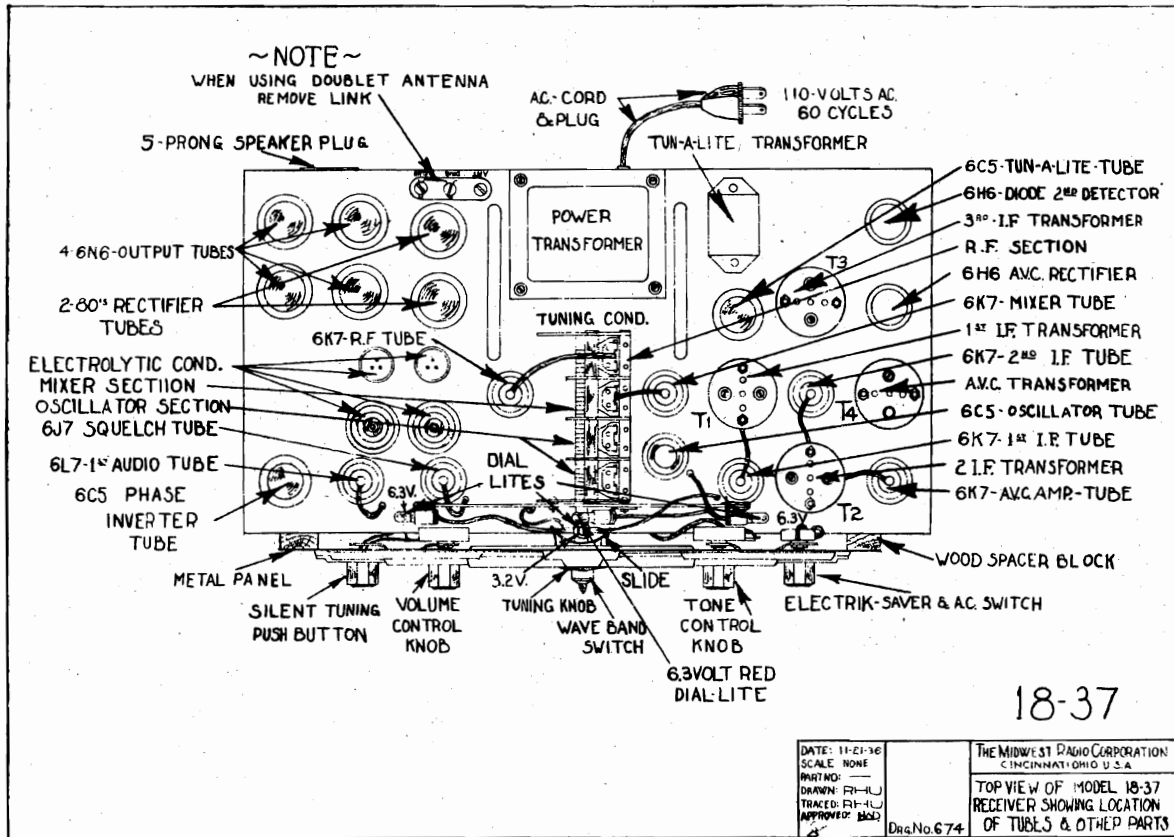 ~NOTE~
WHEN USING DOUBLET ANTENNA
REMOVE LINK
5-PRONG SPEAKER PLUG
A.C.-CORD
& PLUG
110-VOLTS AC.
60 CYCLES
TUN-A-LITE, TRANSFORMER
POWER
TRANSFORMER
4-6N6-OUTPUT TUBES
2-80'S RECTIFIER
TUBES
6K7-R.F TUBE
TUNING COND.
ELECTROLYTIC COND.
MIXER SECTIION
OSCILLATOR SECTION
6J7 SQUELCH TUBE
6L7-1ST AUDIO TUBE
6C5 PHASE
INVERTER
TUBE
6C5-TUN-A-LITE-TUBE
6H6-DIODE 2ND DETECTOR
3RD-I.F TRANSFORMER
R.F. SECTION
6H6 A.V.C. RECTIFIER
6K7- MIXER TUBE
1ST I.F. TRANSFORMER
6K7-2ND I.F TUBE
A.V.C. TRANSFORMER
6C5-OSCILLATOR TUBE
6K7-1ST I.F. TUBE
2 I.F. TRANSFORMER
6K7-A.V.C AMP.-TUBE
T3
T1
T4
T2
DIAL
LITES
6.3V.
6.3V
METAL PANEL
3.2V.
SLIDE
WOOD SPACER BLOCK
SILENT TUNING
PUSH BUTTON
VOLUME
CONTROL
KNOB
TUNING KNOB
WAVE BAND
SWITCH
TONE
CONTROL
KNOB
ELECTRIK-SAVER & A.C. SWITCH
6.3VOLT RED
DIAL-LITE
18-37
DATE: 11-21-36
SCALE NONE
PART NO: —
DRAWN: RHU
TRACED: RHU
APPROVED:
DRG.No.674
THE MIDWEST RADIO CORPORATION
CINCINNATI OHIO U.S.A
TOP VIEW OF MODEL 18-37
RECEIVER SHOWING LOCATION
OF TUBES & OTHER PARTS